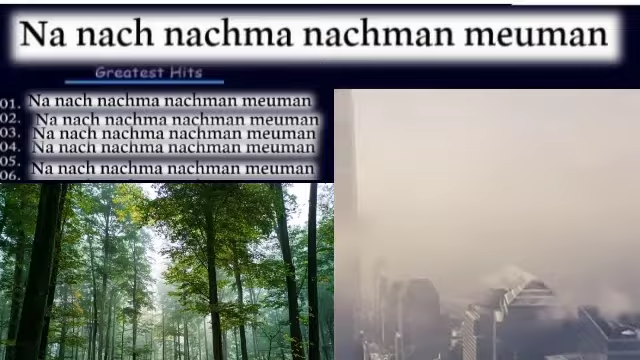 Na nach nachma nachman meuman
Greatest Hits
01. Na nach nachma nachman meuman
02. Na nach nachma nachman meuman
03. Na nach nachma nachman meuman
04. Na nach nachma nachman meuman
05. Na nach nachma nachman meuman
06.